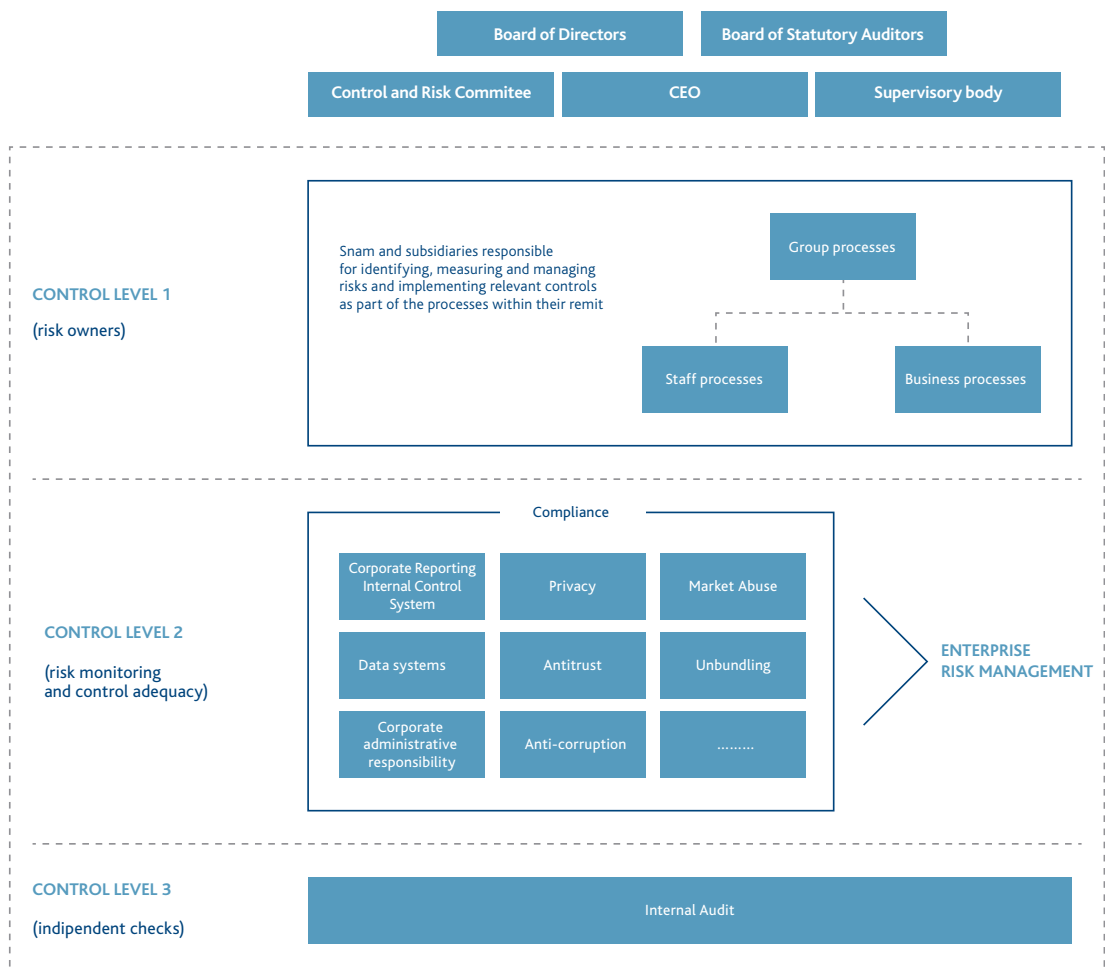 Board of Directors
Board of Statutory Auditors
Control and Risk Commitee
CEO
Supervisory body
CONTROL LEVEL 1
(risk owners)
Snam and subsidiaries responsible
for identifying, measuring and managing
risks and implementing relevant controls
as part of the processes within their remit
Group processes
Staff processes
Business processes
CONTROL LEVEL 2
(risk monitoring
and control adequacy)
Compliance
Corporate Reporting
Internal Control
System
Privacy
Market Abuse
Data systems
Antitrust
Unbundling
Corporate
administrative
responsibility
Anti-corruption
.........
ENTERPRISE
RISK MANAGEMENT
CONTROL LEVEL 3
(indipendent checks)
Internal Audit